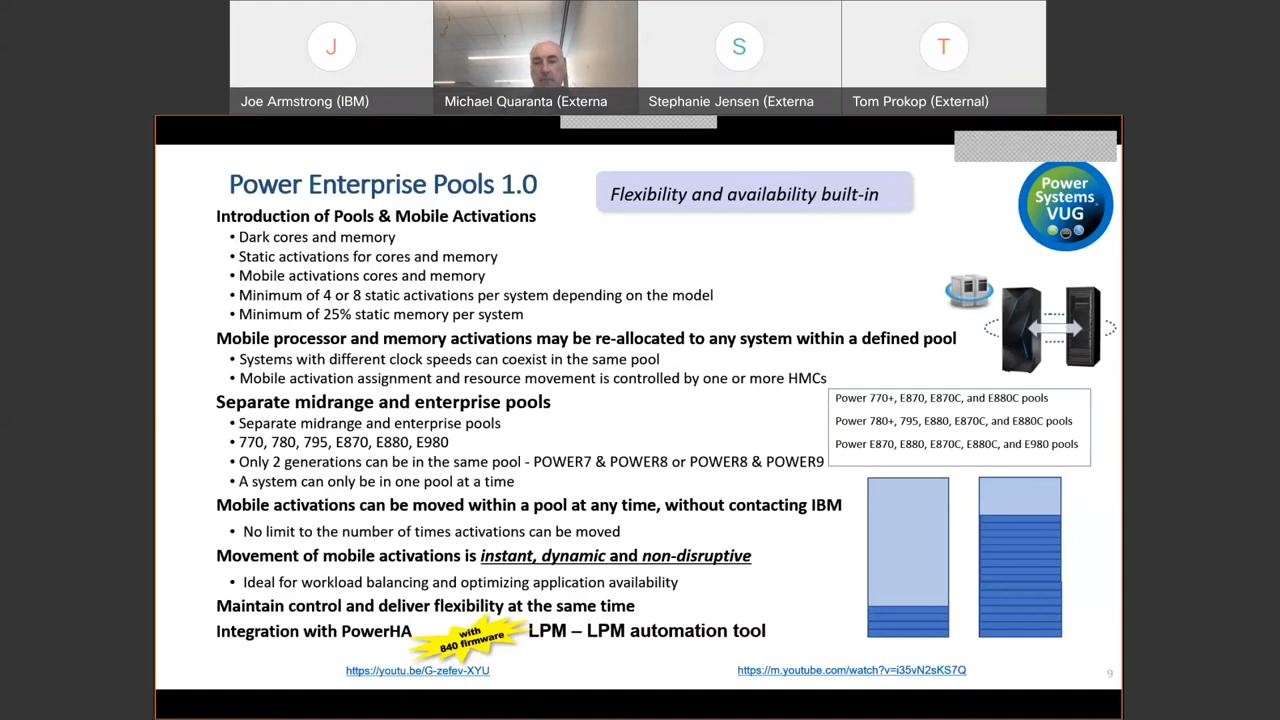 J
S
T
Joe Armstrong (IBM)
Michael Quaranta (Externa
Stephanie Jensen (Externa
Tom Prokop (External)
Power Enterprise Pools 1.0
Flexibility and availability built-in
Power
Systems
VUG
Introduction of Pools & Mobile Activations
• Dark cores and memory
• Static activations for cores and memory
• Mobile activations cores and memory
• Minimum of 4 or 8 static activations per system depending on the model
• Minimum of 25% static memory per system
Mobile processor and memory activations may be re-allocated to any system within a defined pool
• Systems with different clock speeds can coexist in the same pool
• Mobile activation assignment and resource movement is controlled by one or more HMCs
Separate midrange and enterprise pools
• Separate midrange and enterprise pools
• 770, 780, 795, E870, E880, E980
• Only 2 generations can be in the same pool - POWER7 & POWER8 or POWER8 & POWER9
• A system can only be in one pool at a time
Power 770+, E870, E870C, and E880C pools
Power 780+, 795, E880, E870C, and E880C pools
Power E870, E880, E870C, E880C, and E980 pools
Mobile activations can be moved within a pool at any time, without contacting IBM
• No limit to the number of times activations can be moved
Movement of mobile activations is instant, dynamic and non-disruptive
• Ideal for workload balancing and optimizing application availability
Maintain control and deliver flexibility at the same time
Integration with PowerHA
with
840 firmware
LPM – LPM automation tool
https://youtu.be/G-zefev-XYU
https://m.youtube.com/watch?v=i35vN2sKS7Q
9